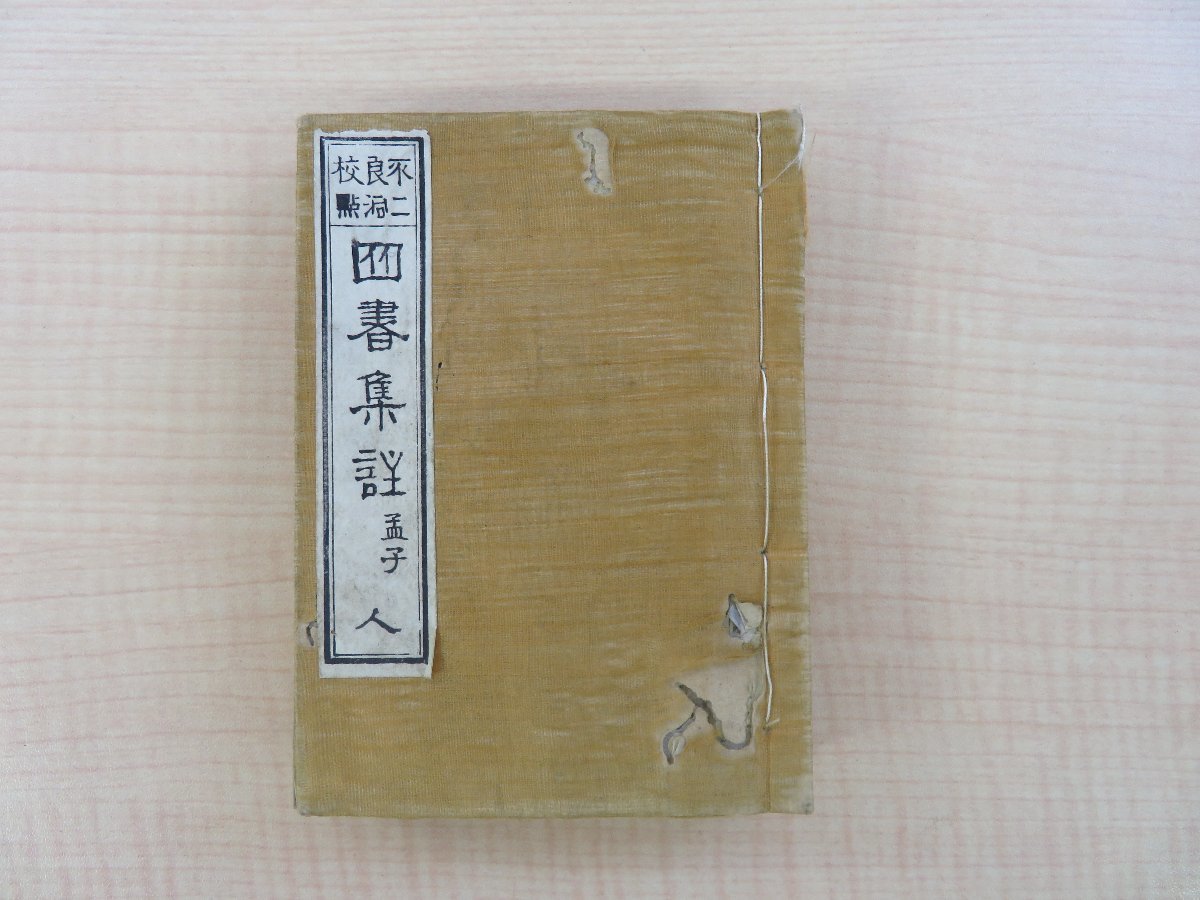 不二
良洞
校點
四書集註
孟子
人